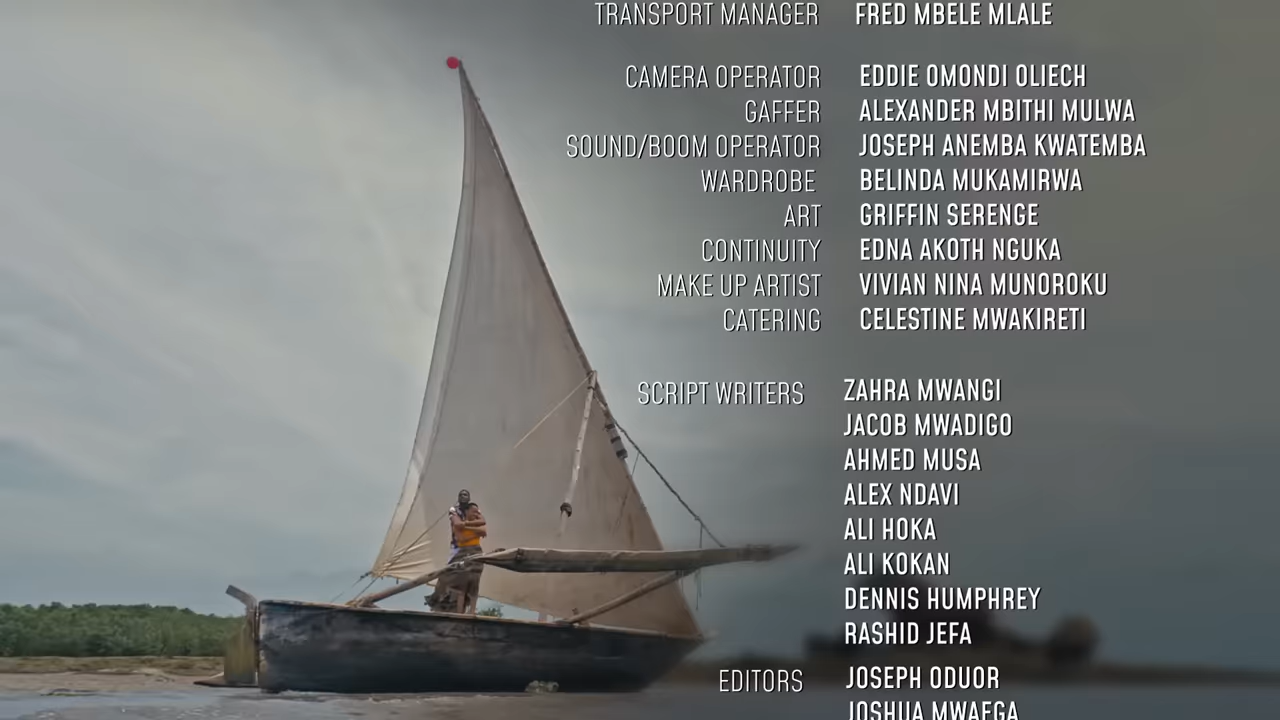 TRANSPORT MANAGER FRED MBELE MLALE
CAMERA OPERATOR EDDIE OMONDI OLIECH
GAFFER ALEXANDER MBITHI MULWA
SOUND/BOOM OPERATOR JOSEPH ANEMBA KWATEMBA
WARDROBE BELINDA MUKAMIRWA
ART GRIFFIN SERENGE
CONTINUITY EDNA AKOTH NGUKA
MAKE UP ARTIST VIVIAN NINA MUNOROKU
CATERING CELESTINE MWAKIRETI
SCRIPT WRITERS ZAHRA MWANGI
JACOB MWADIGO
AHMED MUSA
ALEX NDAVI
ALI HOKA
ALI KOKAN
DENNIS HUMPHREY
RASHID JEFA
EDITORS JOSEPH ODUOR
JOSHUA MWAEGA